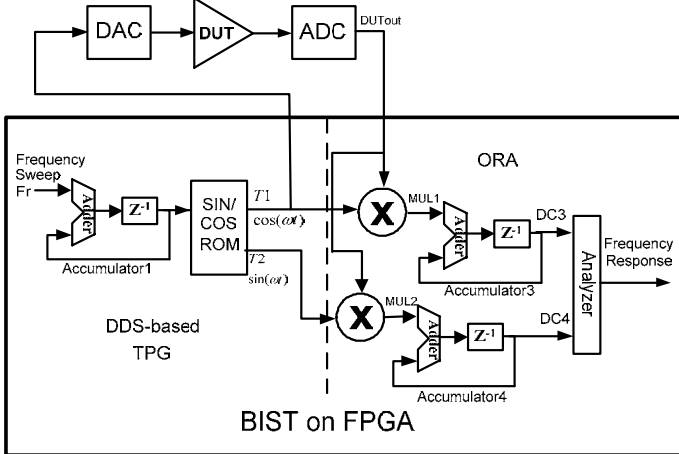 DAC
DUT
ADC
DUTout
Frequency
Sweep
Fr
Adder
Z-1
Accumulator1
SIN/
COS
ROM
T1
cos(ωt)
T2
sin(ωt)
DDS-based
TPG
ORA
X
MUL1
Adder
Z-1
Accumulator3
DC3
X
MUL2
Adder
Z-1
Accumulator4
DC4
Analyzer
Frequency
Response
BIST on FPGA